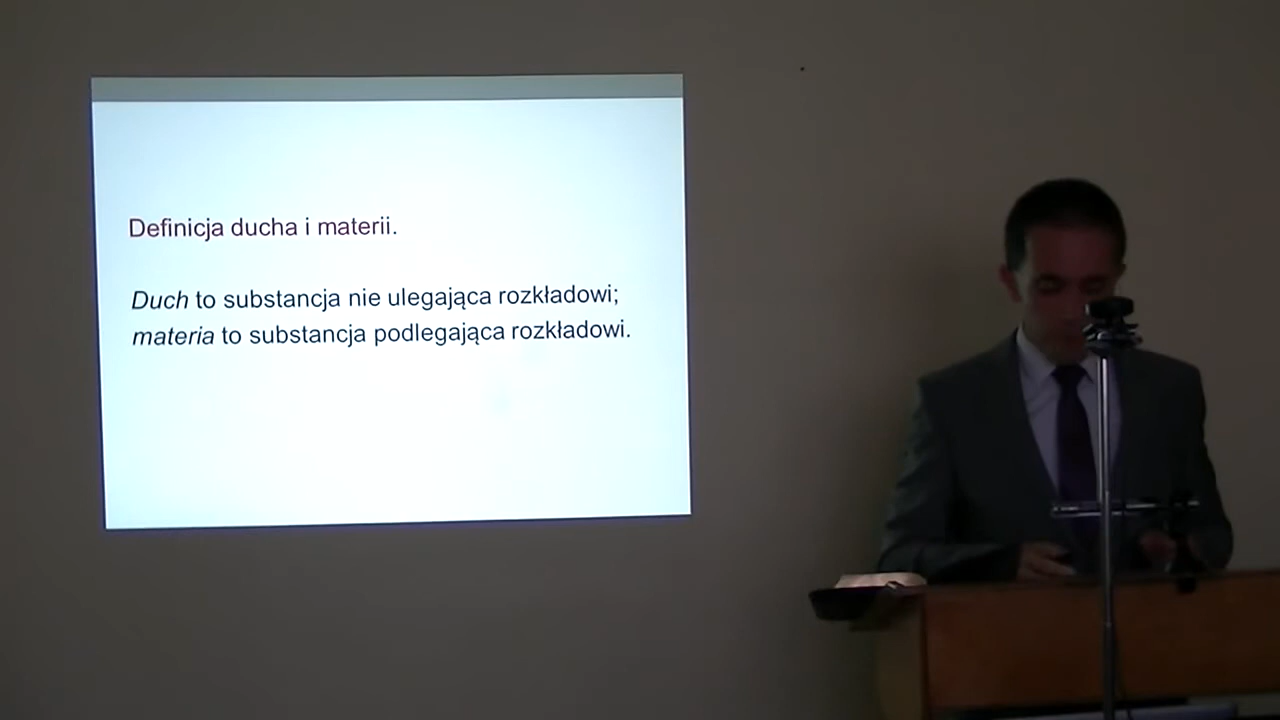 Definicja ducha i materii.
Duch to substancja nie ulegająca rozkładowi;
materia to substancja podlegająca rozkładowi.